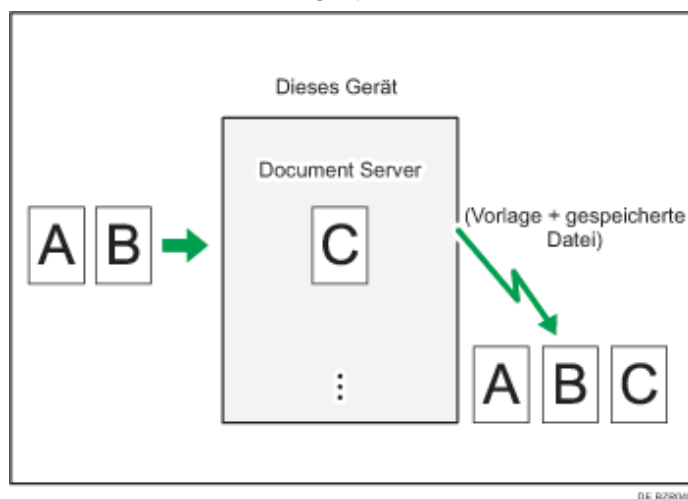 Dieses Gerät
Document Server
A B
C
(Vorlage + gespeicherte
Datei)
A B C